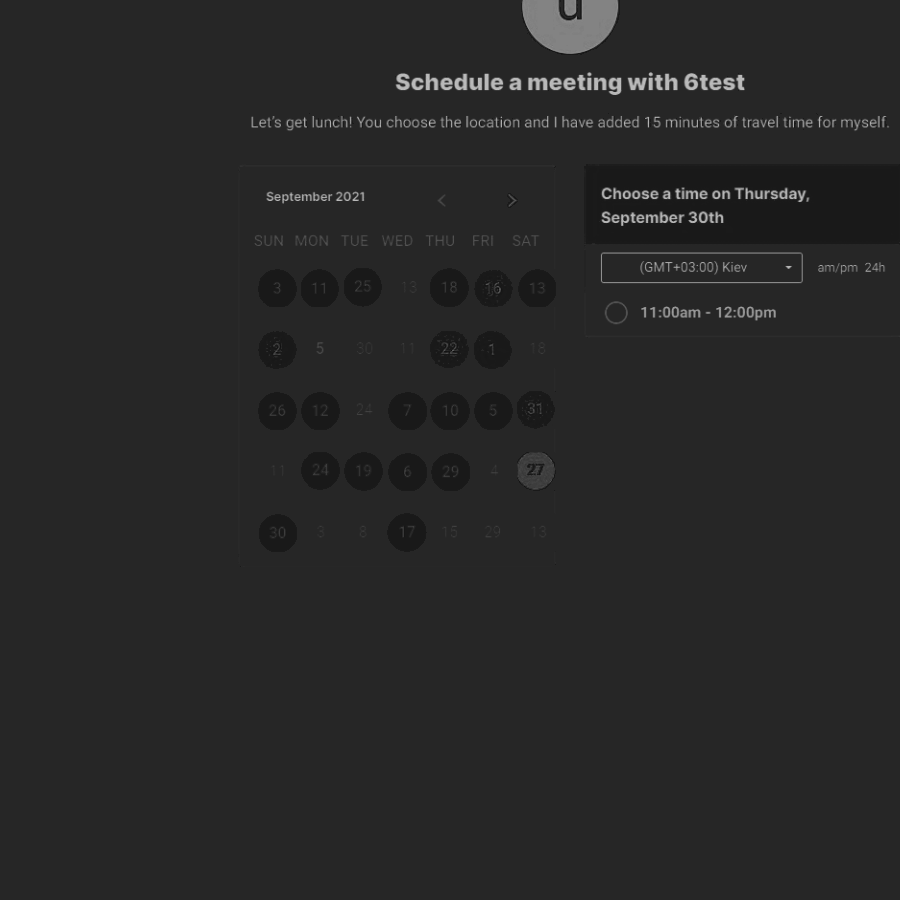 u
Schedule a meeting with 6test
Let's get lunch! You choose the location and I have added 15 minutes of travel time for myself.
September 2021
SUN MON TUE WED THU FRI SAT
3 11 25 13 18 16 13
2 5 30 11 22 1 18
26 12 24 7 10 5 31
11 24 19 6 29 4 27
30 3 8 17 15 29 13
Choose a time on Thursday,
September 30th
(GMT+03:00) Kiev am/pm 24h
11:00am - 12:00pm